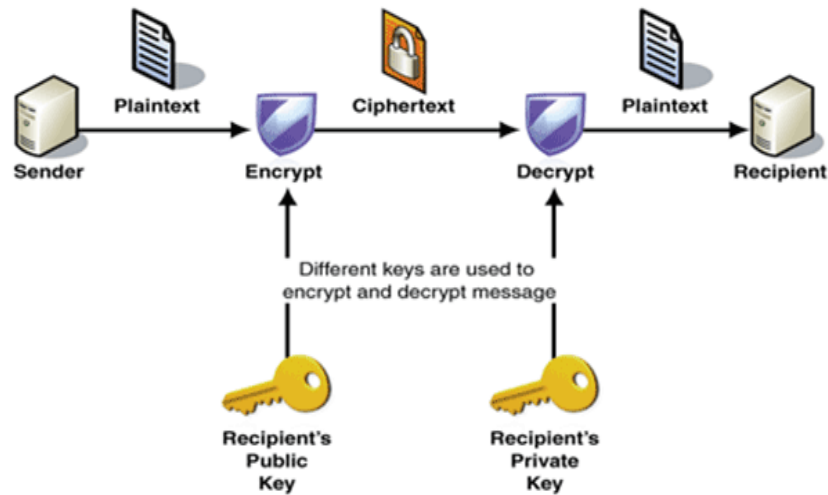 Plaintext
Ciphertext
Plaintext
Sender
Encrypt
Decrypt
Recipient
Different keys are used to
encrypt and decrypt message
Recipient's
Public
Key
Recipient's
Private
Key